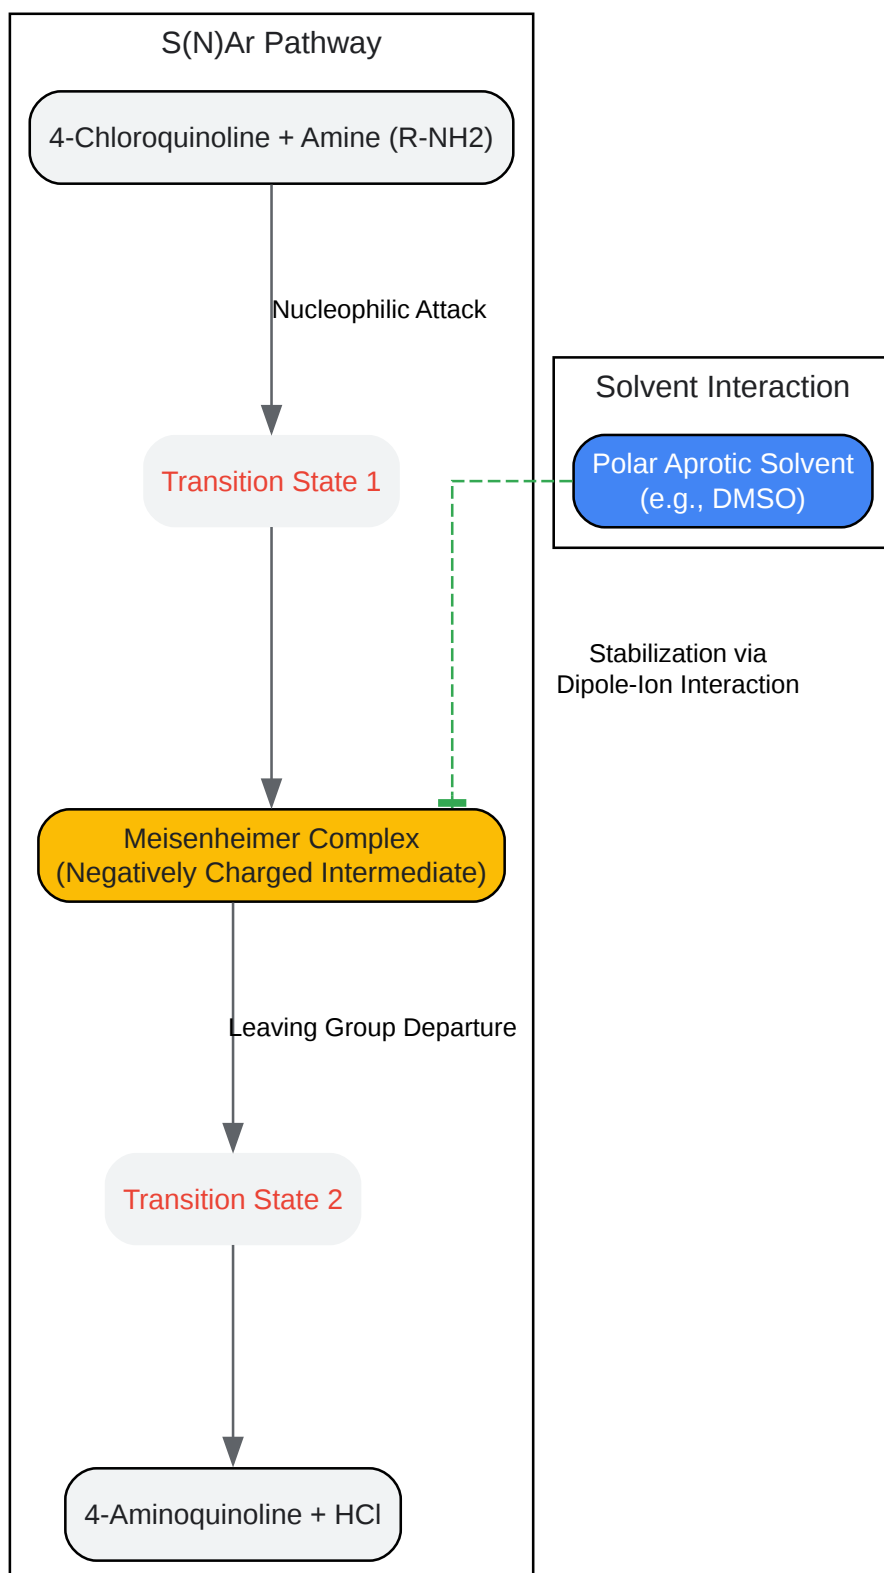 S(N)Ar Pathway
4-Chloroquinoline + Amine (R-NH2)
Nucleophilic Attack
Solvent Interaction
Polar Aprotic Solvent
(e.g., DMSO)
Transition State 1
Stabilization via
Dipole-Ion Interaction
Meisenheimer Complex
(Negatively Charged Intermediate)
Leaving Group Departure
Transition State 2
4-Aminoquinoline + HCl